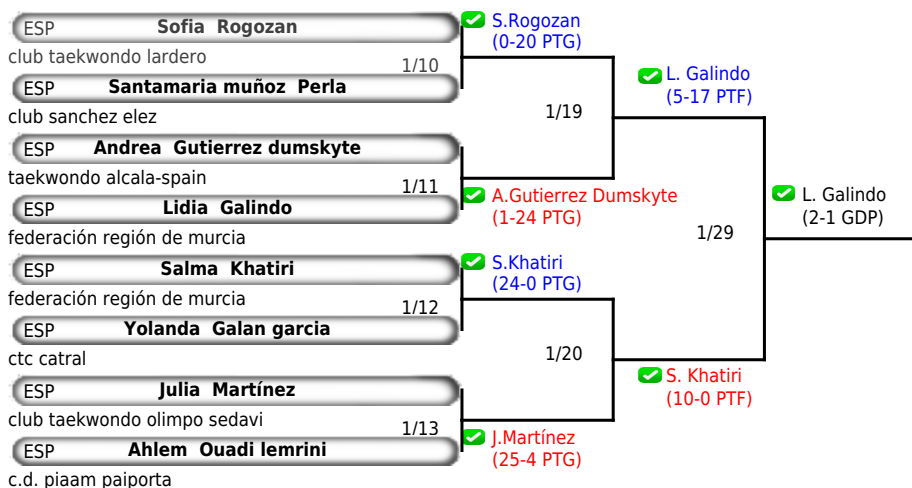 ESP Sofia Rogozan
club taekwondo lardero
1/10
ESP Santamaria muñoz Perla
club sanchez elez
ESP Andrea Gutierrez dumskyte
taekwondo alcala-spain
1/11
ESP Lidia Galindo
federación región de murcia
ESP Salma Khatiri
federación región de murcia
1/12
ESP Yolanda Galan garcia
ctc catral
ESP Julia Martínez
club taekwondo olimpo sedavi
1/13
ESP Ahlem Ouadi lemrini
c.d. piaam paiporta
S.Rogozan
(0-20 PTG)
1/19
A.Gutierrez Dumskyte
(1-24 PTG)
S.Khatiri
(24-0 PTG)
1/20
J.Martínez
(25-4 PTG)
L. Galindo
(5-17 PTF)
1/29
S. Khatiri
(10-0 PTF)
L. Galindo
(2-1 GDP)